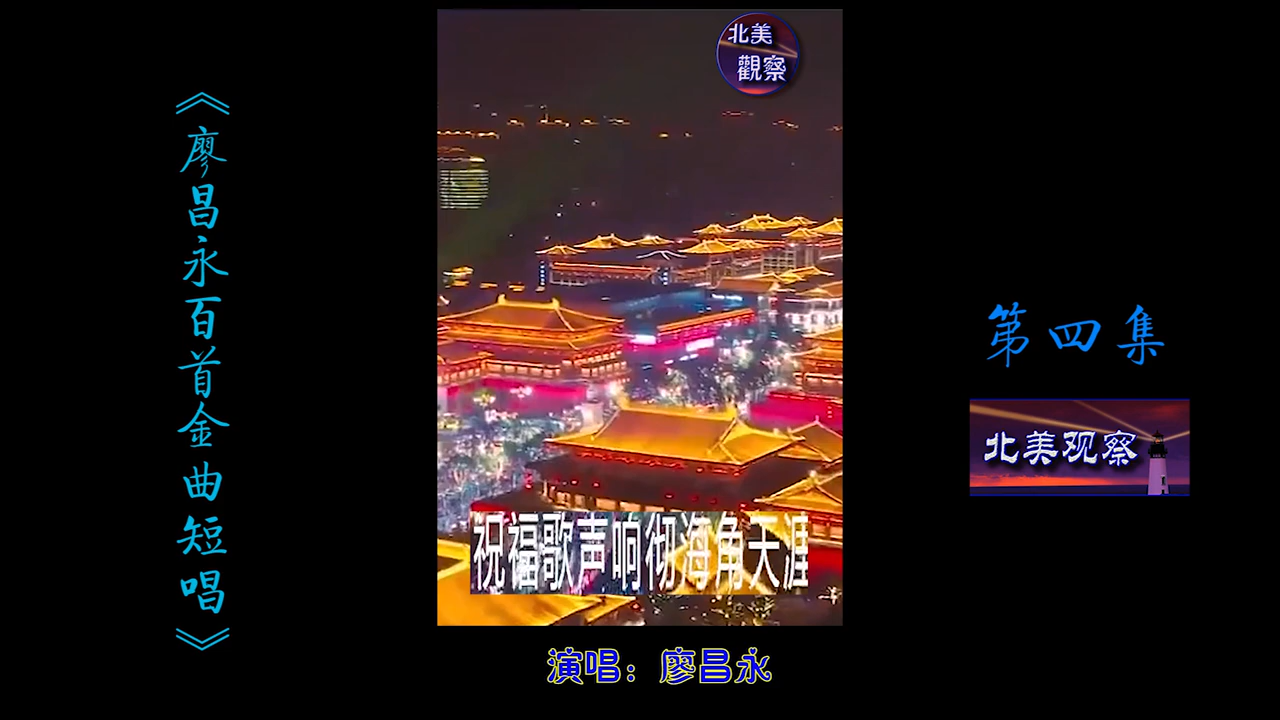 《廖昌永百首金曲短唱》
北美
觀察
祝福歌声响彻海角天涯
演唱：廖昌永
第四集
北美观察